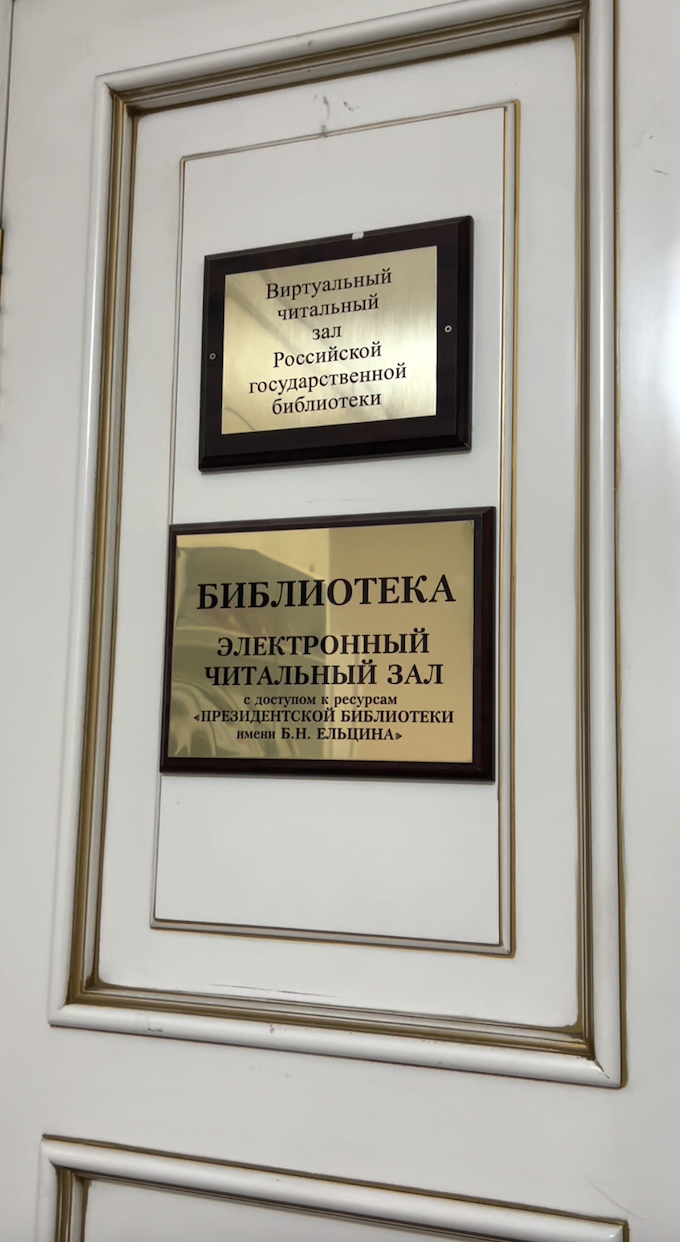 Виртуальный
читальный
зал
Российской
государственной
библиотеки
БИБЛИОТЕКА
ЭЛЕКТРОННЫЙ
ЧИТАЛЬНЫЙ ЗАЛ
с доступом к ресурсам
«ПРЕЗИДЕНТСКОЙ БИБЛИОТЕКИ
имени Б.Н. ЕЛЬЦИНА»